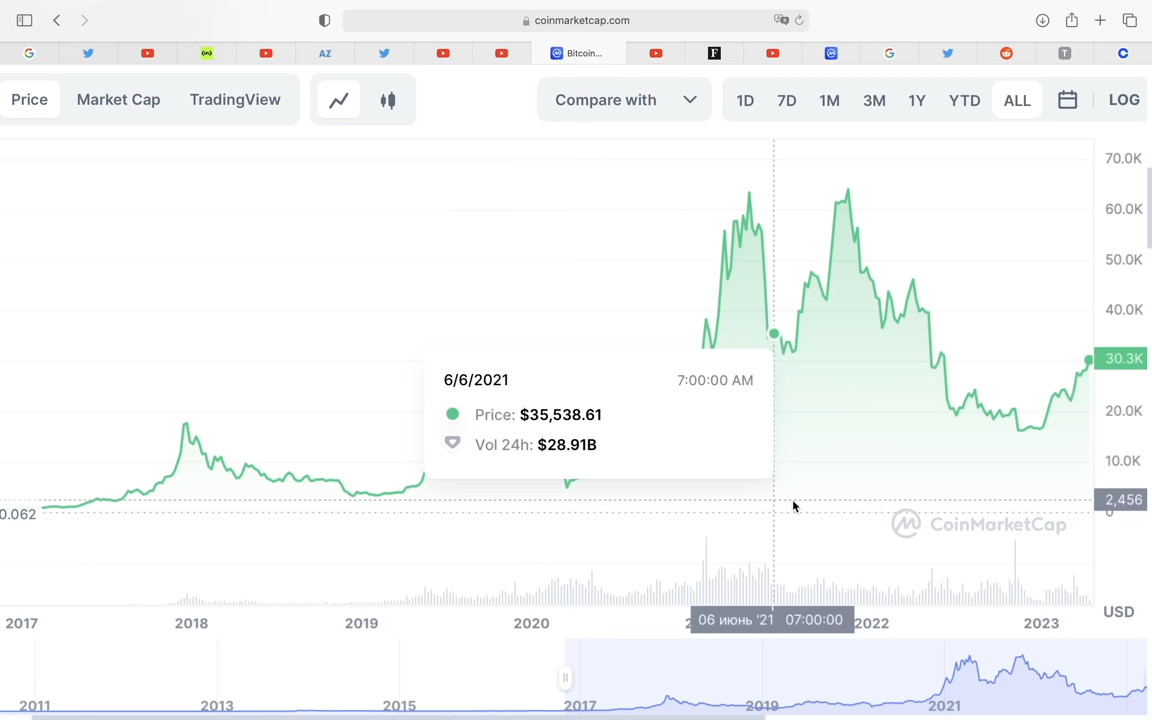 coinmarketcap.com
AZ
Bitcoin...
F
T
Price Market Cap TradingView
Compare with
1D 7D 1M 3M 1Y YTD ALL
LOG
70.0K
60.0K
50.0K
40.0K
30.3K
20.0K
10.0K
2,456
0
0.062
6/6/2021 7:00:00 AM
Price: $35,538.61
Vol 24h: $28.91B
CoinMarketCap
2017 2018 2019 2020 2022 2023
06 июнь '21 07:00:00
USD
2011 2013 2015 2017 2019 2021